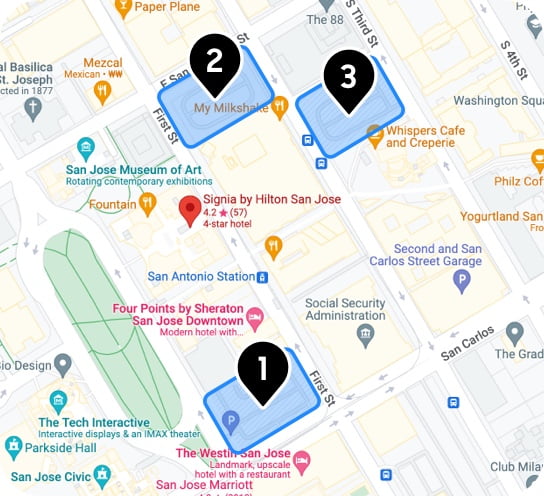 Paper Plane
The 88
S Third St
S 4th St
al Basilica
St. Joseph
cted in 1877
Mezcal
Mexican • ₩₩
E San
St
2
3
First St
My Milkshake
Washington Squa
Whispers Cafe
and Creperie
San Jose Museum of Art
Rotating contemporary exhibitions
Philz Cof
Fountain
Signia by Hilton San Jose
4.2 ★ (57)
4-star hotel
Yogurtland San
Fro
Second and San
Carlos Street Garage
P
San Antonio Station
Four Points by Sheraton
San Jose Downtown
Modern hotel with...
Social Security
Administration
San Carlos
The Grad
Bio Design
1
First St
P
The Tech Interactive
Interactive displays & an IMAX theater
Parkside Hall
The Westin San Jose
Landmark, upscale
hotel with a restaurant
San Jose Civic
San Jose Marriott
Club Mila